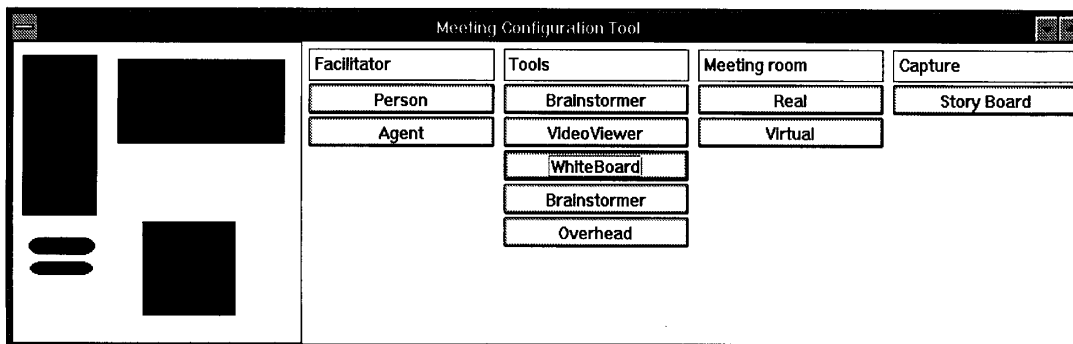 Meeting Configuration Tool
Facilitator Tools Meeting room Capture
Person Brainstormer Real Story Board
Agent VideoViewer Virtual
WhiteBoard
Brainstormer
Overhead